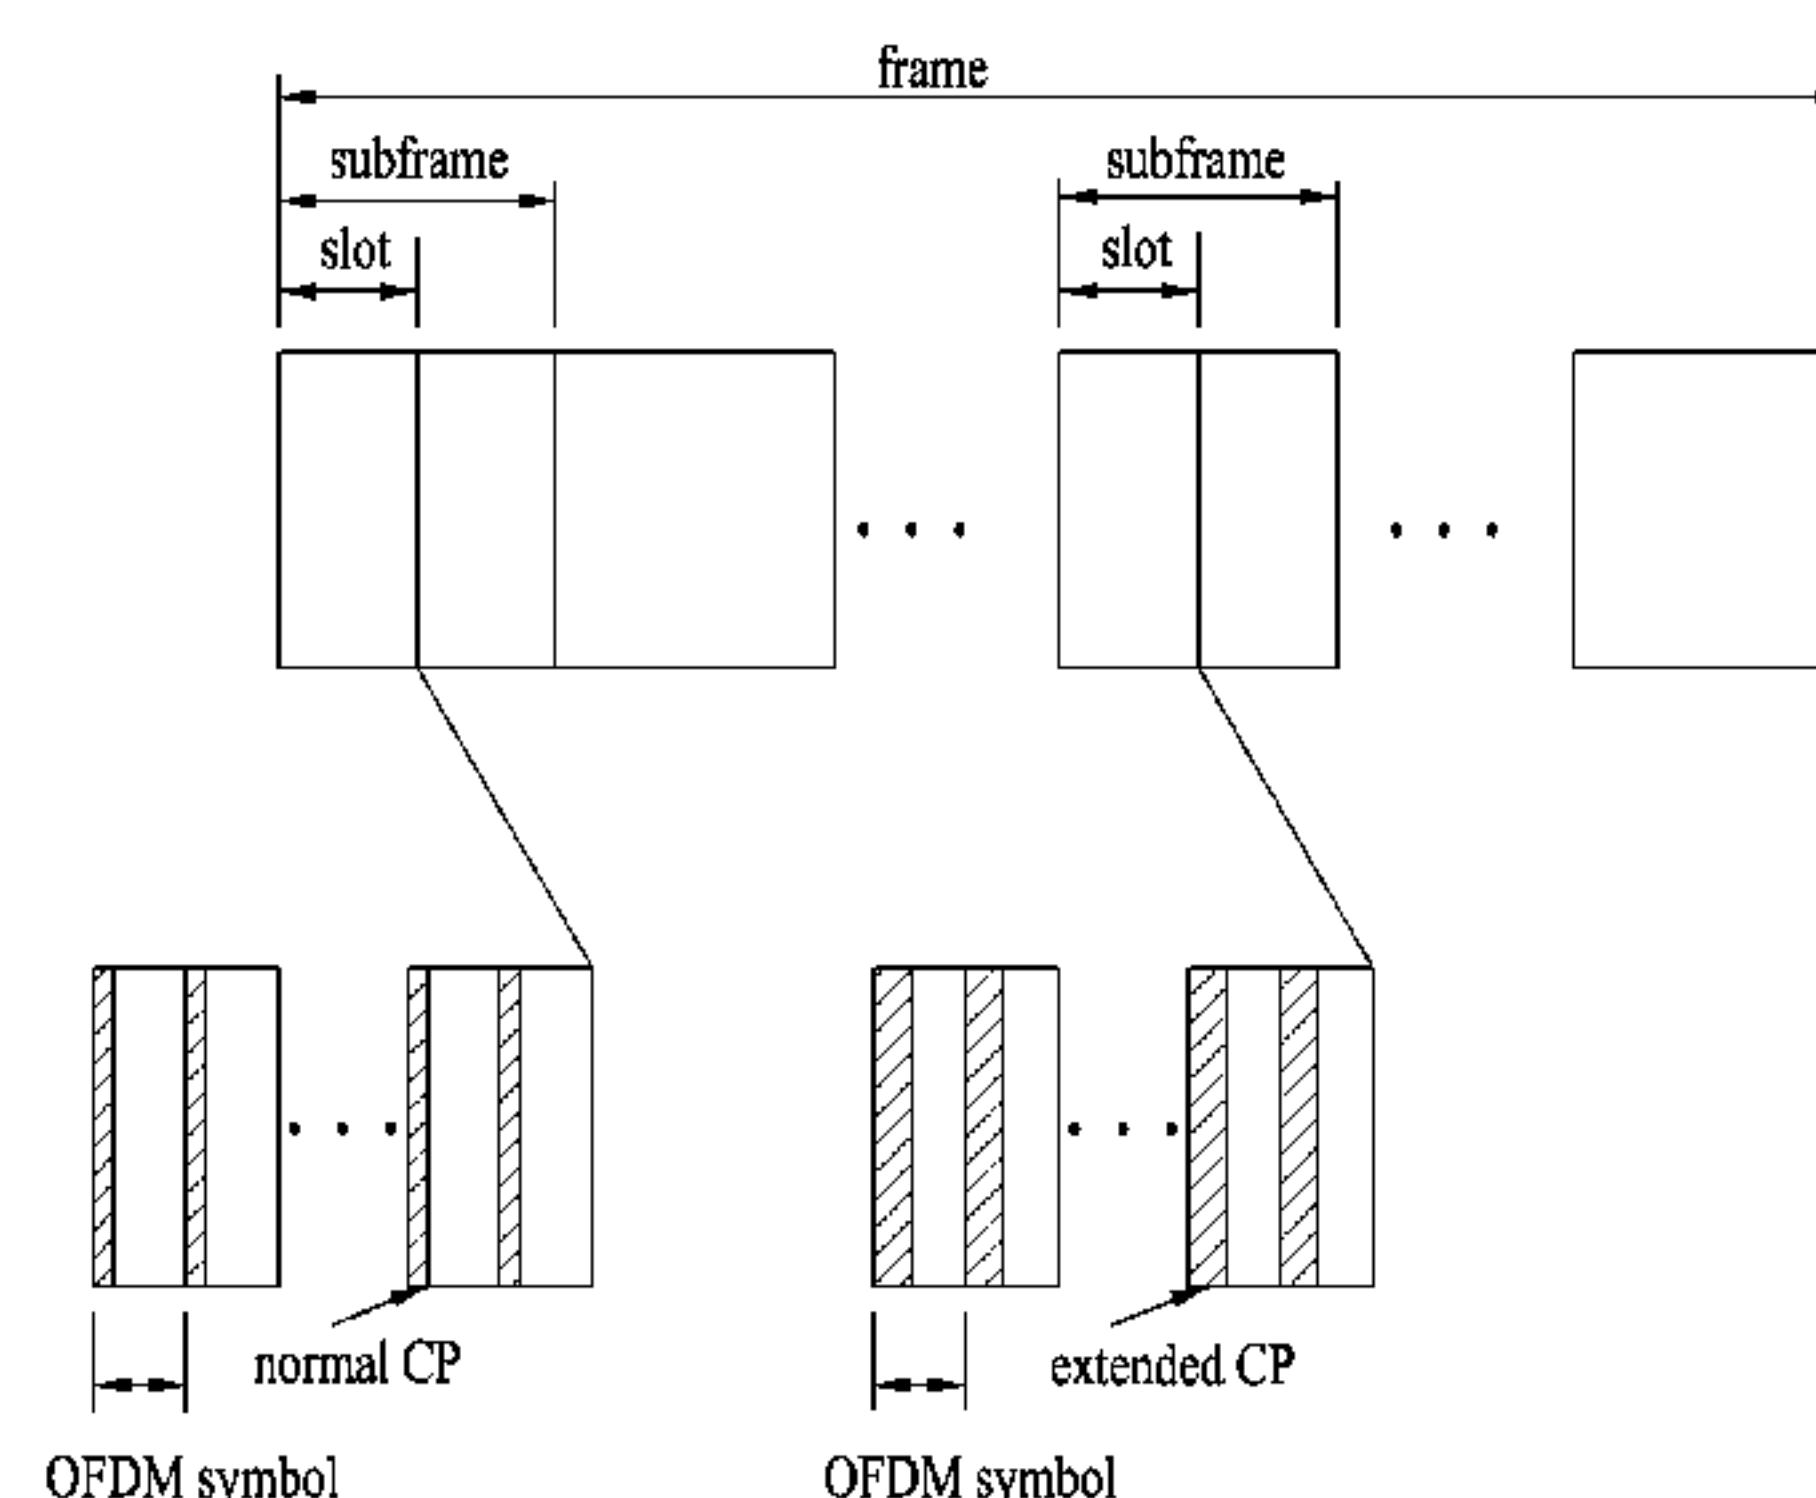 frame
subframe
subframe
slot
slot
normal CP
extended CP
OFDM symbol
OFDM symbol